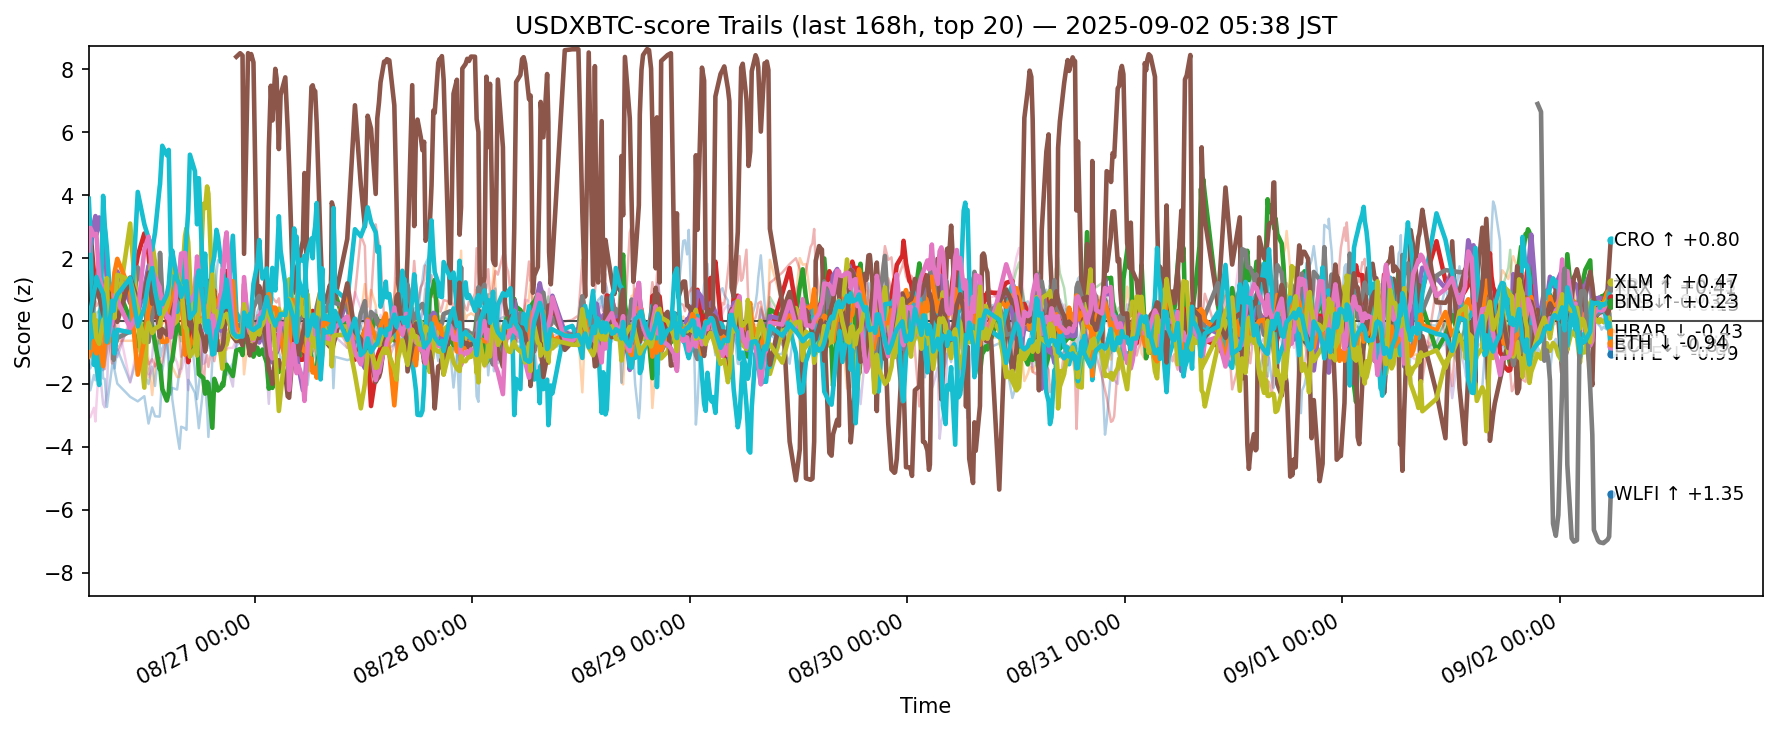 USDXBTC-score Trails (last 168h, top 20) — 2025-09-02 05:38 JST
Score (z)
8
6
4
2
0
−2
−4
−6
−8
CRO ↑ +0.80
XLM ↑ +0.47
BNB ↑ +0.23
HBAR ↓ -0.43
ETH ↓ -0.94
WLFI ↑ +1.35
08/27 00:00
08/28 00:00
08/29 00:00
08/30 00:00
08/31 00:00
09/01 00:00
09/02 00:00
Time